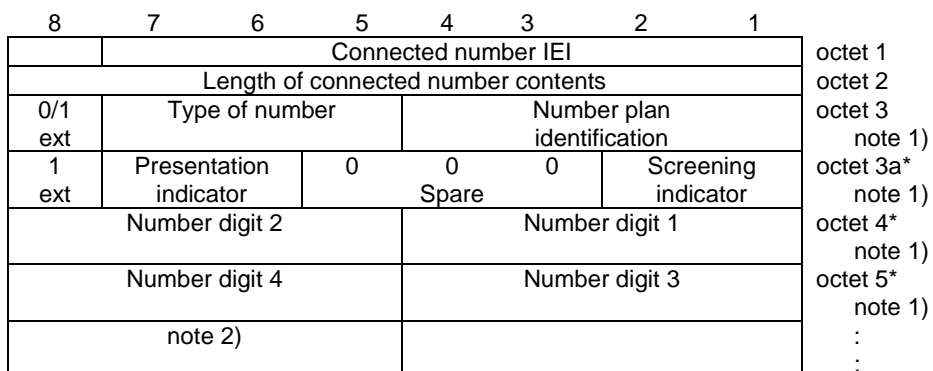 8 7 6 5 4 3 2 1
Connected number IEI octet 1
Length of connected number contents octet 2
0/1 Type of number Number plan octet 3
ext identification note 1)
1 Presentation 0 0 0 Screening octet 3a*
ext indicator Spare indicator note 1)
Number digit 2 Number digit 1 octet 4*
note 1)
Number digit 4 Number digit 3 octet 5*
note 1)
note 2) :
: